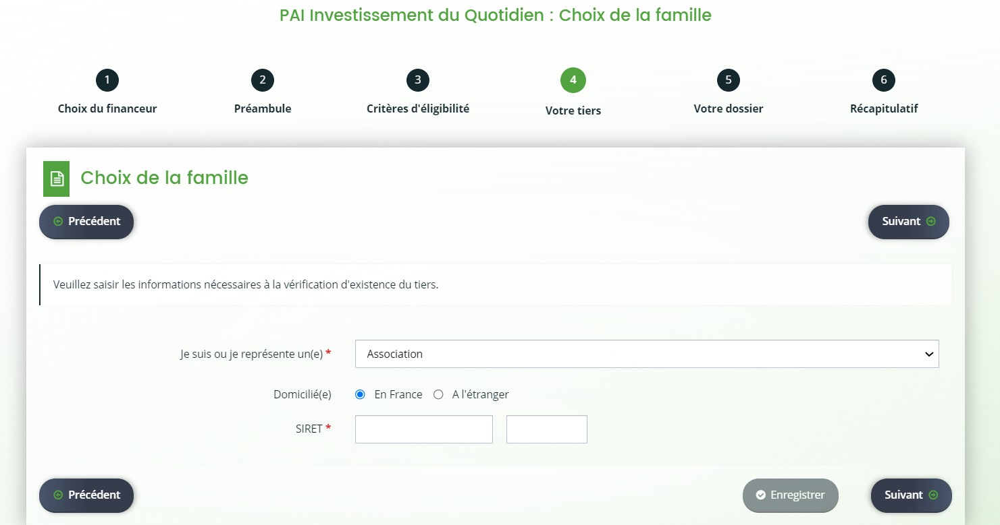 PAI Investissement du Quotidien : Choix de la famille
1 2 3 4 5 6
Choix du financeur Préambule Critères d'éligibilité Votre tiers Votre dossier Récapitulatif
Choix de la famille
Précédent Suivant
Veuillez saisir les informations nécessaires à la vérification d'existence du tiers.
Je suis ou je représente un(e) * Association
Domicilié(e) En France A l'étranger
SIRET *
Précédent Enregistrer Suivant